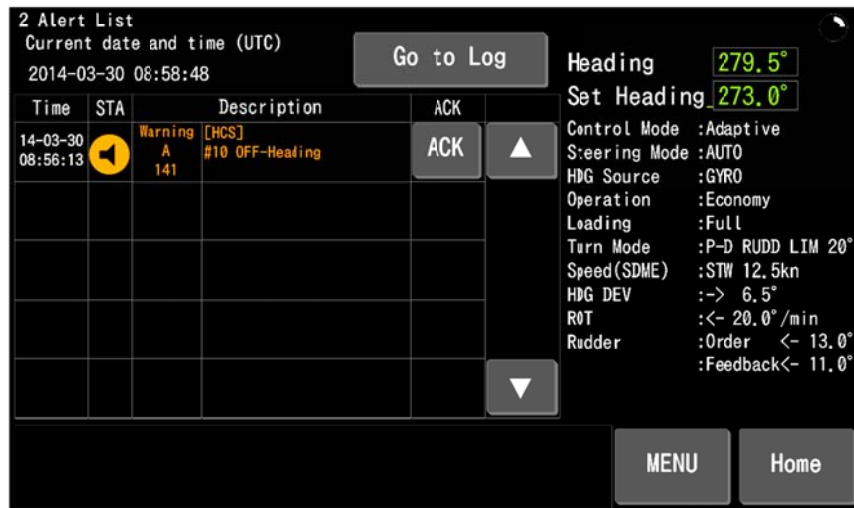 2 Alert List
Current date and time (UTC)
2014-03-30 08:58:48
Go to Log
Time STA Description ACK
14-03-30
08:56:13
Warning
A
141
[HCS]
#10 OFF-Heading
ACK
Heading 279.5°
Set Heading 273.0°
Control Mode :Adaptive
Steering Mode :AUTO
HDG Source :GYRO
Operation :Economy
Loading :Full
Turn Mode :P-D RUDD LIM 20°
Speed(SDME) :STW 12.5kn
HDG DEV :-> 6.5°
ROT :<- 20.0°/min
Rudder :Order <- 13.0°
:Feedback<- 11.0°
MENU
Home